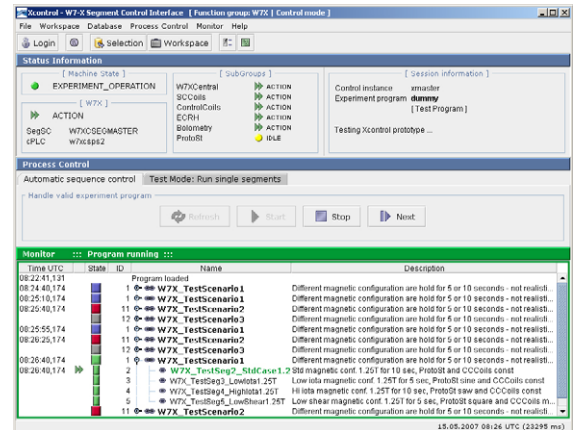 Xcontrol - W7-X Segment Control Interface [ Function group: W7X | Control mode ]
File Workspace Database Process Control Monitor Help
Login Selection Workspace
Status Information
[ Machine State ]
EXPERIMENT_OPERATION
[ W7X ]
ACTION
SegSC W7XCSEGMASTER
cPLC w7xcsps2
[ SubGroups ]
W7XCentral ACTION
SCCoils ACTION
ControlCoils ACTION
ECRH ACTION
Bolometry ACTION
ProtoSt IDLE
[ Session information ]
Control instance xmaster
Experiment program dummy
[Test Program]
Testing Xcontrol prototype ...
Process Control
Automatic sequence control Test Mode: Run single segments
Handle valid experiment program
Refresh Start Stop Next
Monitor ::: Program running :::
Time UTC State ID Name Description
08:22:41,131 Program loaded
08:24:40,174 1 W7X_TestScenario1 Different magnetic configuration are hold for 5 or 10 seconds - not realisti...
08:25:10,174 1 W7X_TestScenario1 Different magnetic configuration are hold for 5 or 10 seconds - not realisti...
08:25:40,174 11 W7X_TestScenario2 Different magnetic configuration are hold for 5 or 10 seconds - not realisti...
12 W7X_TestScenario3 Different magnetic configuration are hold for 5 or 10 seconds - not realisti...
08:25:55,174 1 W7X_TestScenario1 Different magnetic configuration are hold for 5 or 10 seconds - not realisti...
08:26:25,174 11 W7X_TestScenario2 Different magnetic configuration are hold for 5 or 10 seconds - not realisti...
12 W7X_TestScenario3 Different magnetic configuration are hold for 5 or 10 seconds - not realisti...
08:26:40,174 1 W7X_TestScenario1 Different magnetic configuration are hold for 5 or 10 seconds - not realisti...
08:26:40,174 2 W7X_TestSeg2_StdCase1.2 Std magnetic conf. 1.25T for 10 sec, ProtoSt and CCCoils const
3 W7X_TestSeg3_LowIota1.25T Low iota magnetic conf. 1.25T for 5 sec, ProtoSt sine and CCCoils const
4 W7X_TestSeg4_HighIota1.25T Hi iota magnetic conf. 1.25T for 10 sec, ProtoSt saw and CCCoils const
5 W7X_TestSeg5_LowShear1.25T Low shear magnetic conf. 1.25T for 5 sec, ProtoSt square and CCCoils m...
11 W7X_TestScenario2 Different magnetic configuration are hold for 5 or 10 seconds - not realisti...
15.05.2007 08:26 UTC (23295 ms)